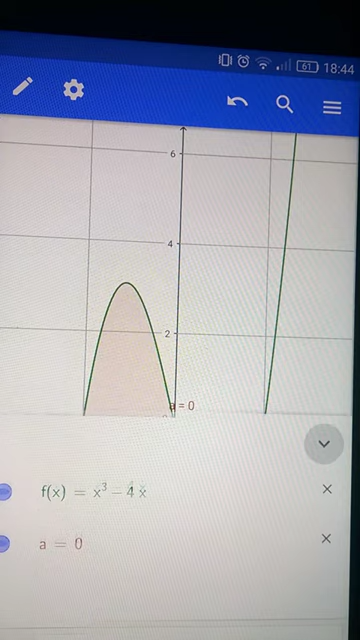 61 18:44
6
4
2
a = 0
f(x) = x³ − 4 x
a = 0